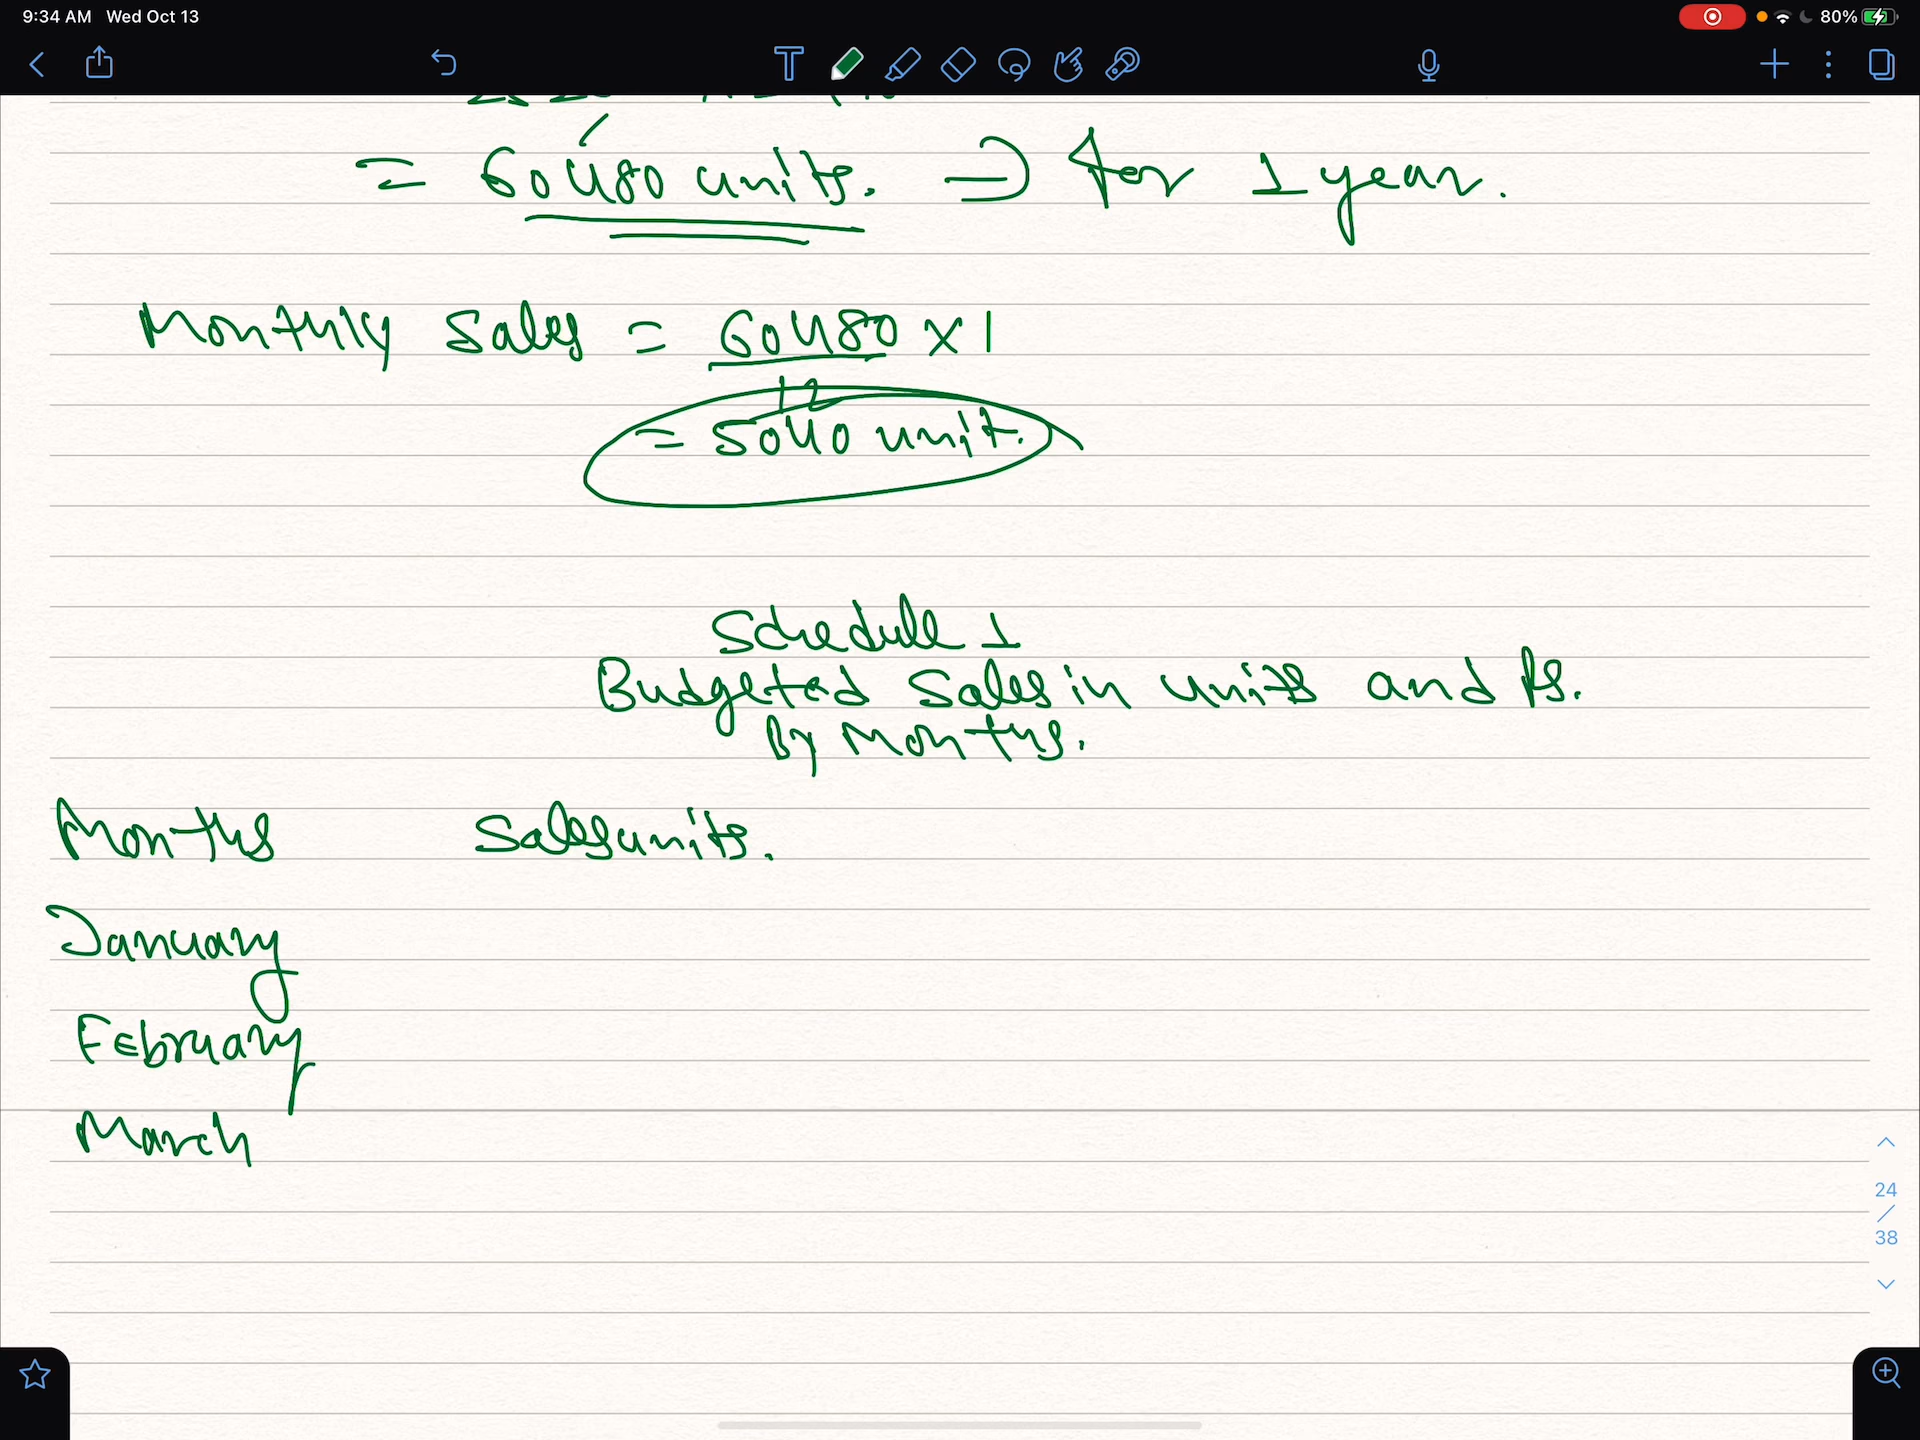 9:34 AM Wed Oct 13
80%
= 60480 units. ⇒ for 1 year.
Monthly sales = 60480 × 1
12
= 5040 unit.
Schedule 1
Budgeted Sales in units and Rs.
By Months.
Months Sales units.
January
February
March
24
/
38